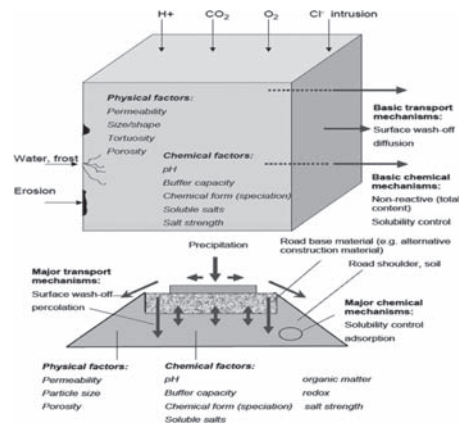 H+ CO2 O2 Cl- intrusion
Physical factors:
Permeability
Size/shape
Tortuosity
Porosity
Chemical factors:
pH
Buffer capacity
Chemical form (speciation)
Soluble salts
Salt strength
Water, frost
Erosion
Basic transport
mechanisms:
Surface wash-off
diffusion
Basic chemical
mechanisms:
Non-reactive (total
content)
Solubility control
Precipitation
Road base material (e.g. alternative
construction material)
Road shoulder, soil
Major transport
mechanisms:
Surface wash-off
percolation
Major chemical
mechanisms:
Solubility control
adsorption
Physical factors:
Permeability
Particle size
Porosity
Chemical factors:
pH organic matter
Buffer capacity redox
Chemical form (speciation) salt strength
Soluble salts